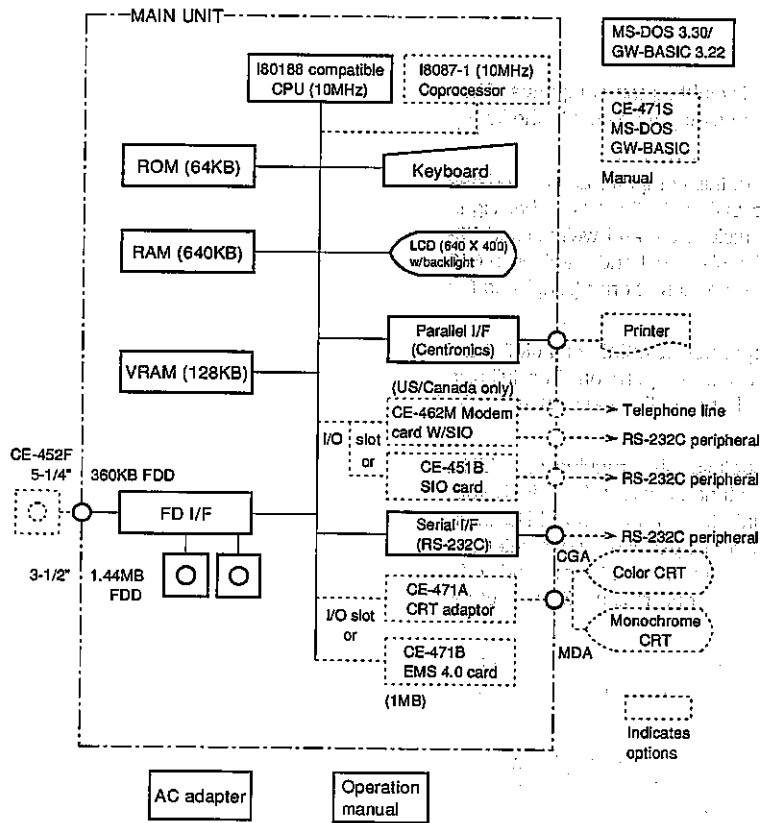 MAIN UNIT
MS-DOS 3.30/
GW-BASIC 3.22
I80188 compatible
CPU (10MHz)
I8087-1 (10MHz)
Coprocessor
CE-471S
MS-DOS
GW-BASIC
Manual
ROM (64KB)
Keyboard
RAM (640KB)
LCD (640 X 400)
w/backlight
Parallel I/F
(Centronics)
Printer
VRAM (128KB)
(US/Canada only)
CE-462M Modem
card W/SIO
Telephone line
RS-232C peripheral
I/O slot
or
CE-451B
SIO card
RS-232C peripheral
CE-452F
5-1/4"
360KB FDD
FD I/F
Serial I/F
(RS-232C)
RS-232C peripheral
CGA
Color CRT
3-1/2"
1.44MB
FDD
CE-471A
CRT adaptor
I/O slot
or
Monochrome
CRT
MDA
CE-471B
EMS 4.0 card
(1MB)
Indicates
options
AC adapter
Operation
manual